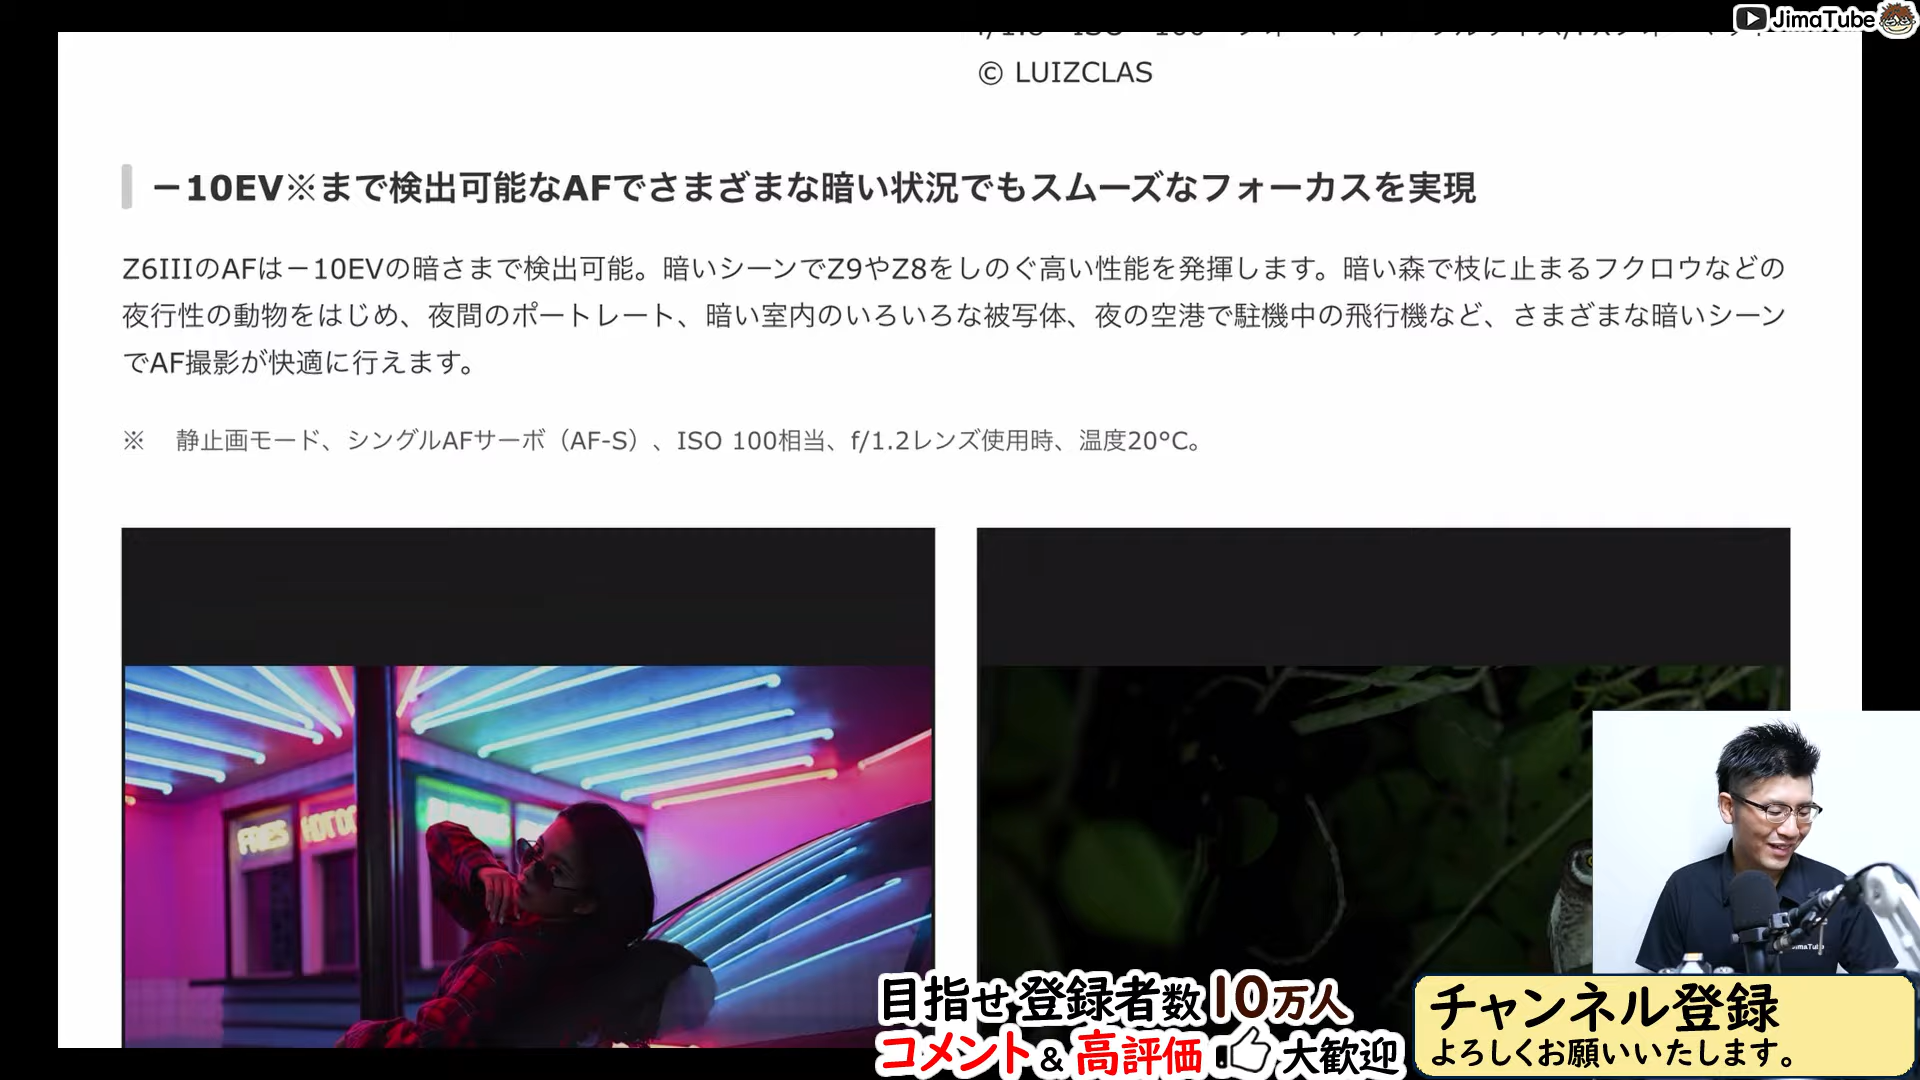 JimaTube
© LUIZCLAS
－10EV※まで検出可能なAFでさまざまな暗い状況でもスムーズなフォーカスを実現
Z6IIIのAFは－10EVの暗さまで検出可能。暗いシーンでZ9やZ8をしのぐ高い性能を発揮します。暗い森で枝に止まるフクロウなどの
夜行性の動物をはじめ、夜間のポートレート、暗い室内のいろいろな被写体、夜の空港で駐機中の飛行機など、さまざまな暗いシーン
でAF撮影が快適に行えます。
※　静止画モード、シングルAFサーボ（AF-S）、ISO 100相当、f/1.2レンズ使用時、温度20°C。
FRIES
JimaTube
目指せ登録者数10万人
コメント&高評価 大歓迎
チャンネル登録
よろしくお願いいたします。